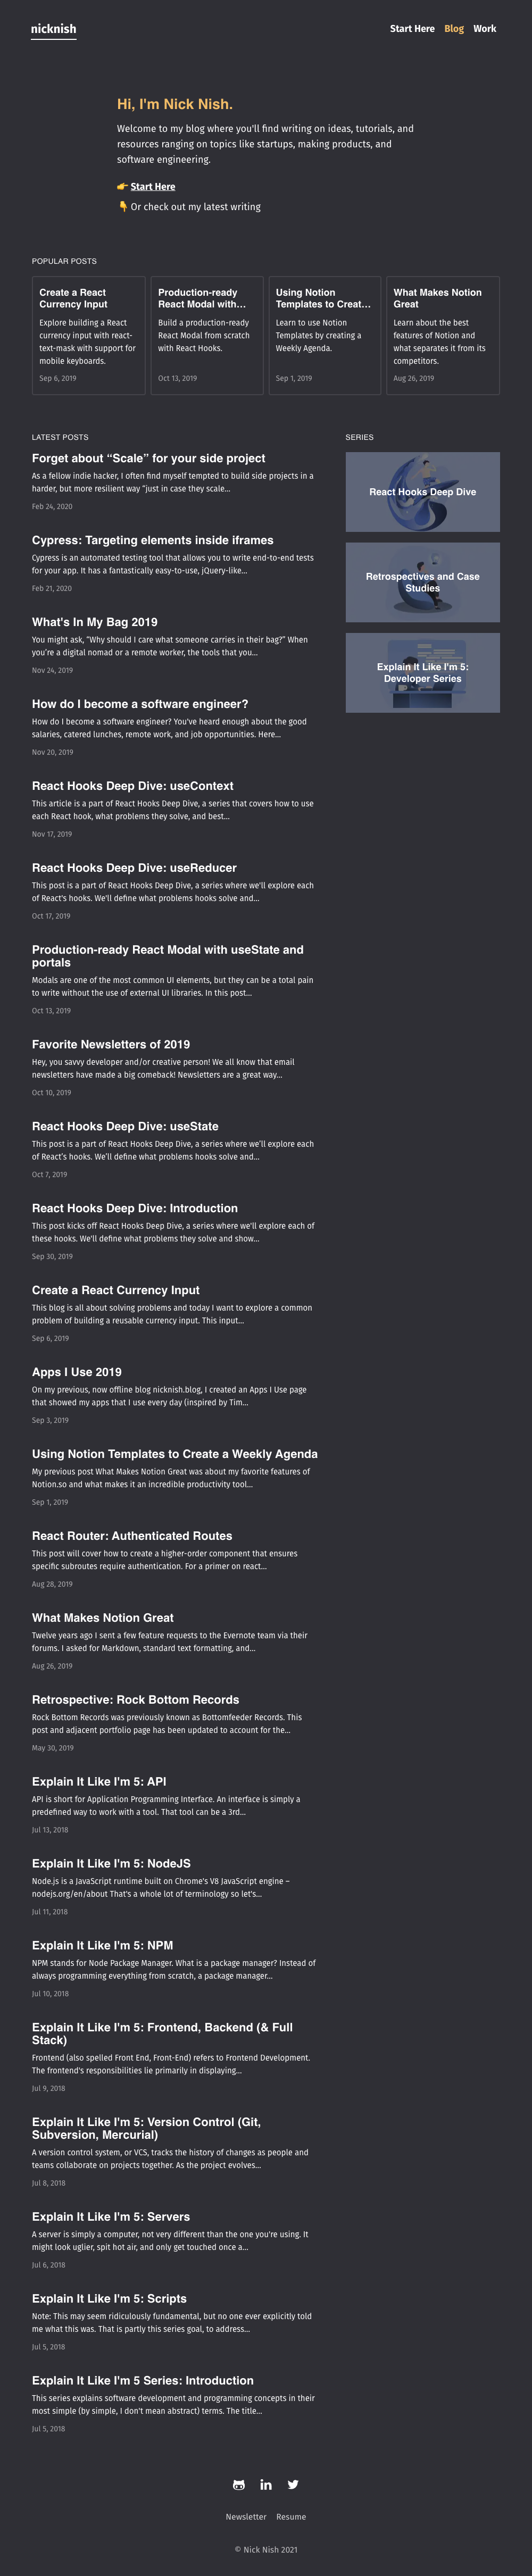 nicknish
Start Here Blog Work
Hi, I'm Nick Nish.
Welcome to my blog where you'll find writing on ideas, tutorials, and
resources ranging on topics like startups, making products, and
software engineering.
👉 Start Here
👇 Or check out my latest writing
POPULAR POSTS
Create a React
Currency Input
Explore building a React
currency input with react-
text-mask with support for
mobile keyboards.
Sep 6, 2019
Production-ready
React Modal with...
Build a production-ready
React Modal from scratch
with React Hooks.
Oct 13, 2019
Using Notion
Templates to Creat...
Learn to use Notion
Templates by creating a
Weekly Agenda.
Sep 1, 2019
What Makes Notion
Great
Learn about the best
features of Notion and
what separates it from its
competitors.
Aug 26, 2019
LATEST POSTS
Forget about “Scale” for your side project
As a fellow indie hacker, I often find myself tempted to build side projects in a
harder, but more resilient way “just in case they scale...
Feb 24, 2020
Cypress: Targeting elements inside iframes
Cypress is an automated testing tool that allows you to write end-to-end tests
for your app. It has a fantastically easy-to-use, jQuery-like...
Feb 21, 2020
What's In My Bag 2019
You might ask, “Why should I care what someone carries in their bag?” When
you’re a digital nomad or a remote worker, the tools that you...
Nov 24, 2019
How do I become a software engineer?
How do I become a software engineer? You've heard enough about the good
salaries, catered lunches, remote work, and job opportunities. Here...
Nov 20, 2019
React Hooks Deep Dive: useContext
This article is a part of React Hooks Deep Dive, a series that covers how to use
each React hook, what problems they solve, and best...
Nov 17, 2019
React Hooks Deep Dive: useReducer
This post is a part of React Hooks Deep Dive, a series where we'll explore each
of React's hooks. We'll define what problems hooks solve and...
Oct 17, 2019
Production-ready React Modal with useState and
portals
Modals are one of the most common UI elements, but they can be a total pain
to write without the use of external UI libraries. In this post...
Oct 13, 2019
Favorite Newsletters of 2019
Hey, you savvy developer and/or creative person! We all know that email
newsletters have made a big comeback! Newsletters are a great way...
Oct 10, 2019
React Hooks Deep Dive: useState
This post is a part of React Hooks Deep Dive, a series where we’ll explore each
of React’s hooks. We’ll define what problems hooks solve and...
Oct 7, 2019
React Hooks Deep Dive: Introduction
This post kicks off React Hooks Deep Dive, a series where we'll explore each of
these hooks. We'll define what problems they solve and show...
Sep 30, 2019
Create a React Currency Input
This blog is all about solving problems and today I want to explore a common
problem of building a reusable currency input. This input...
Sep 6, 2019
Apps I Use 2019
On my previous, now offline blog nicknish.blog, I created an Apps I Use page
that showed my apps that I use every day (inspired by Tim...
Sep 3, 2019
Using Notion Templates to Create a Weekly Agenda
My previous post What Makes Notion Great was about my favorite features of
Notion.so and what makes it an incredible productivity tool...
Sep 1, 2019
React Router: Authenticated Routes
This post will cover how to create a higher-order component that ensures
specific subroutes require authentication. For a primer on react...
Aug 28, 2019
What Makes Notion Great
Twelve years ago I sent a few feature requests to the Evernote team via their
forums. I asked for Markdown, standard text formatting, and...
Aug 26, 2019
Retrospective: Rock Bottom Records
Rock Bottom Records was previously known as Bottomfeeder Records. This
post and adjacent portfolio page has been updated to account for the...
May 30, 2019
Explain It Like I'm 5: API
API is short for Application Programming Interface. An interface is simply a
predefined way to work with a tool. That tool can be a 3rd...
Jul 13, 2018
Explain It Like I'm 5: NodeJS
Node.js is a JavaScript runtime built on Chrome's V8 JavaScript engine –
nodejs.org/en/about That's a whole lot of terminology so let's...
Jul 11, 2018
Explain It Like I'm 5: NPM
NPM stands for Node Package Manager. What is a package manager? Instead of
always programming everything from scratch, a package manager...
Jul 10, 2018
Explain It Like I'm 5: Frontend, Backend (& Full
Stack)
Frontend (also spelled Front End, Front-End) refers to Frontend Development.
The frontend's responsibilities lie primarily in displaying...
Jul 9, 2018
Explain It Like I'm 5: Version Control (Git,
Subversion, Mercurial)
A version control system, or VCS, tracks the history of changes as people and
teams collaborate on projects together. As the project evolves...
Jul 8, 2018
Explain It Like I'm 5: Servers
A server is simply a computer, not very different than the one you're using. It
might look uglier, spit hot air, and only get touched once a...
Jul 6, 2018
Explain It Like I'm 5: Scripts
Note: This may seem ridiculously fundamental, but no one ever explicitly told
me what this was. That is partly this series goal, to address...
Jul 5, 2018
Explain It Like I'm 5 Series: Introduction
This series explains software development and programming concepts in their
most simple (by simple, I don't mean abstract) terms. The title...
Jul 5, 2018
SERIES
React Hooks Deep Dive
Retrospectives and Case
Studies
Explain It Like I'm 5:
Developer Series
Newsletter Resume
© Nick Nish 2021